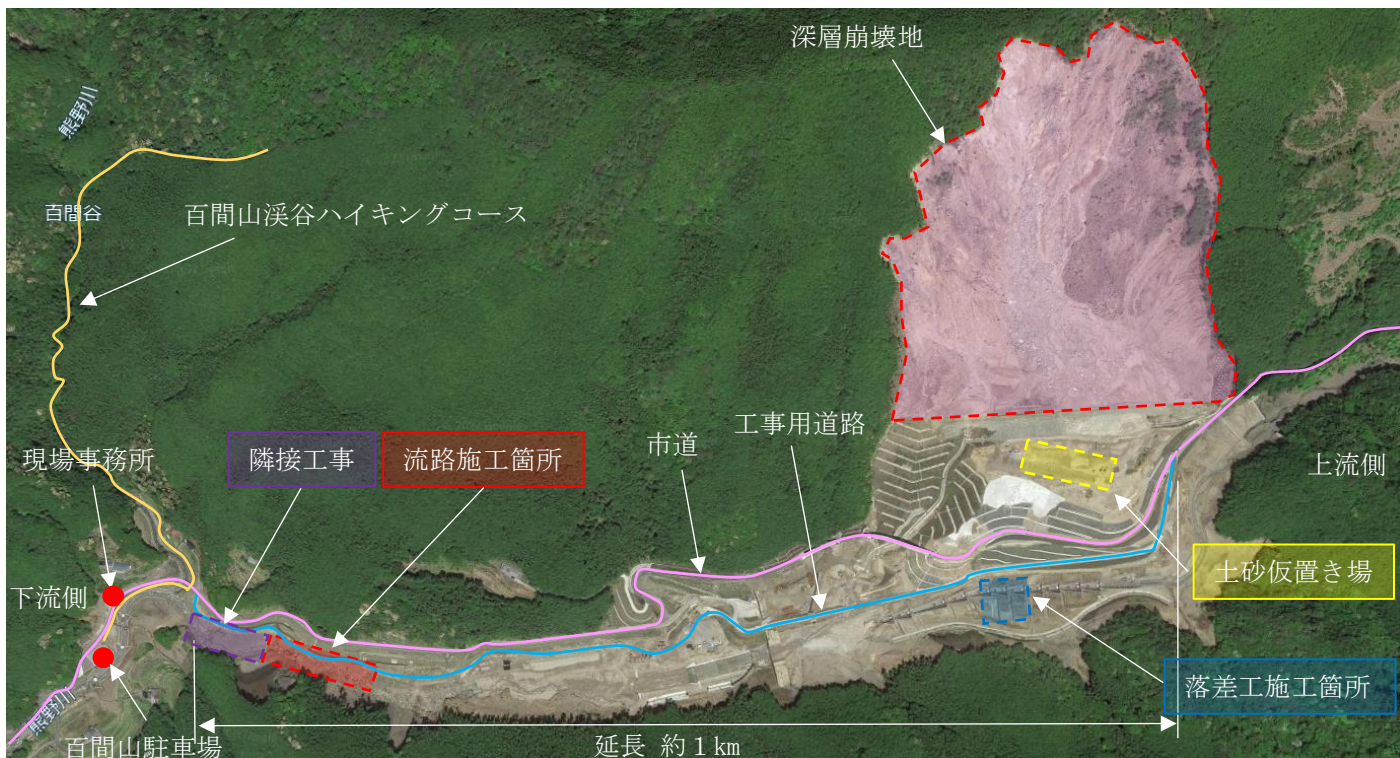 深層崩壊地
熊野川
百間谷
百間山渓谷ハイキングコース
現場事務所
隣接工事
流路施工箇所
市道
工事用道路
上流側
土砂仮置き場
下流側
落差工施工箇所
熊野川
百間山駐車場
延長 約1km